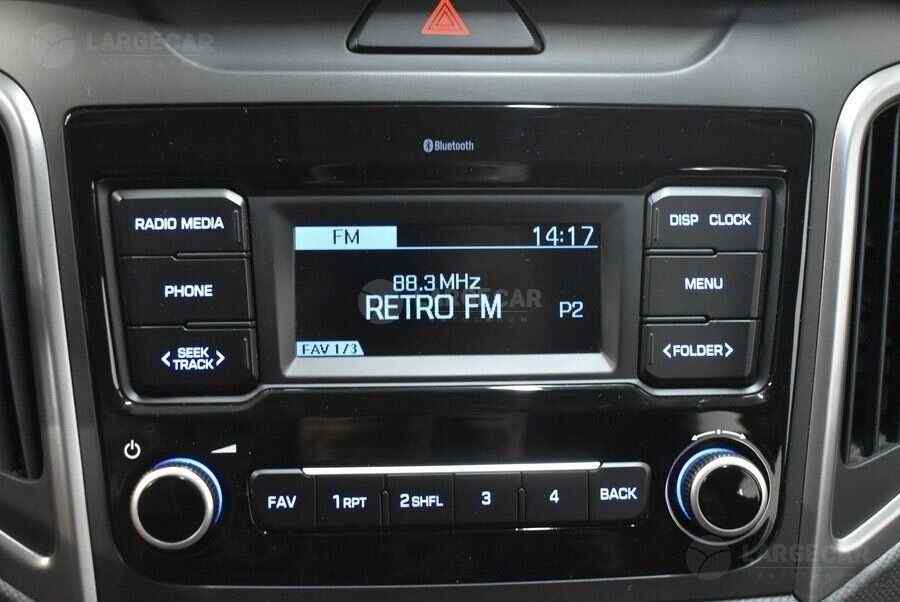 LARGECAR
Bluetooth
RADIO MEDIA
DISP CLOCK
FM 14:17
PHONE
88.3 MHz
RETRO FM P2
MENU
< SEEK TRACK >
FAV 1/3
<FOLDER>
FAV 1 RPT 2 SHFL 3 4 BACK
LARGECAR